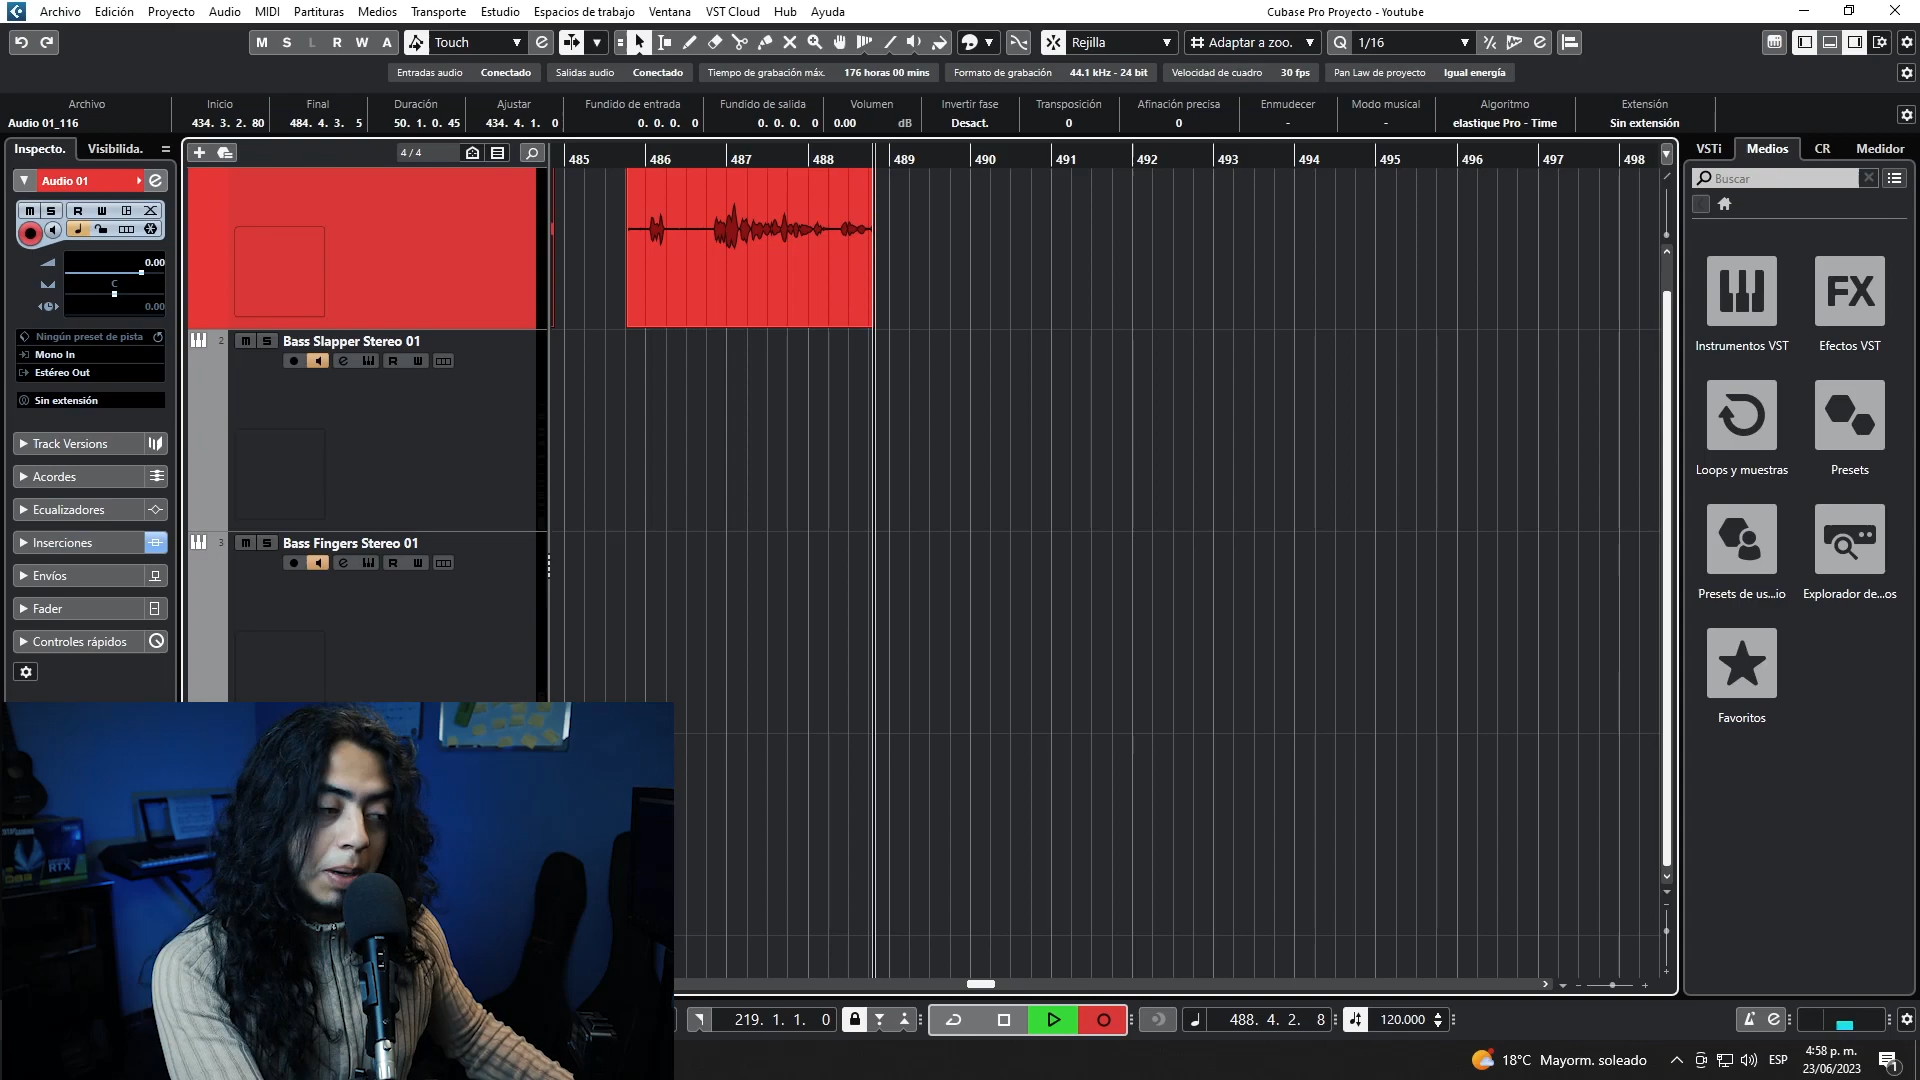 Archivo Edición Proyecto Audio MIDI Partituras Medios Transporte Estudio Espacios de trabajo Ventana VST Cloud Hub Ayuda Cubase Pro Proyecto - Youtube
M S L R W A Touch Rejilla Adaptar a zoo. Q 1/16
Entradas audio Conectado Salidas audio Conectado Tiempo de grabación máx. 176 horas 00 mins Formato de grabación 44.1 kHz - 24 bit Velocidad de cuadro 30 fps Pan Law de proyecto Igual energía
Archivo Inicio Final Duración Ajustar Fundido de entrada Fundido de salida Volumen Invertir fase Transposición Afinación precisa Enmudecer Modo musical Algoritmo Extensión
Audio 01_116 434. 3. 2. 80 484. 4. 3. 5 50. 1. 0. 45 434. 4. 1. 0 0. 0. 0. 0 0. 0. 0. 0 0.00 dB Desact. 0 0 - - elastique Pro - Time Sin extensión
Inspecto. Visibilida. 4 / 4 485 486 487 488 489 490 491 492 493 494 495 496 497 498 VSTi Medios CR Medidor
Audio 01 Buscar
M S R W
0.00
C
0.00
Ningún preset de pista
Mono In
Estéreo Out
Sin extensión
Track Versions
Acordes
Ecualizadores
Inserciones
Envíos
Fader
Controles rápidos
2 M S Bass Slapper Stereo 01
R W
3 M S Bass Fingers Stereo 01
R W
FX
Instrumentos VST Efectos VST
Loops y muestras Presets
Presets de us...io Explorador de...os
Favoritos
RTX
219. 1. 1. 0 488. 4. 2. 8 120.000
18°C Mayorm. soleado ESP 4:58 p. m.
23/06/2023 1